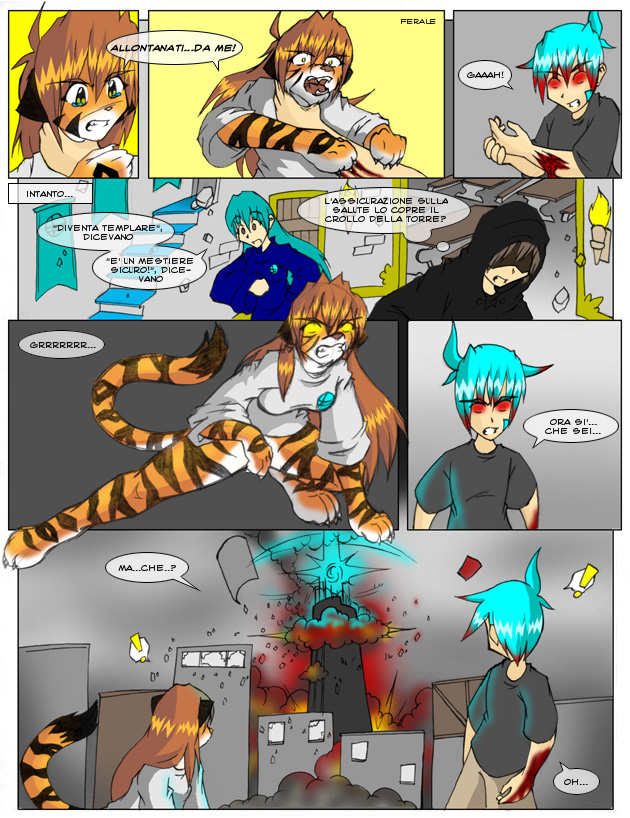 ALLONTANATI...DA ME!
FERALE
GAAAH!
INTANTO...
"DIVENTA TEMPLARE",
DICEVANO
"E' UN MESTIERE
SICURO!", DICE-
VANO
L'ASSICURAZIONE SULLA
SALUTE LO COPRE IL
CROLLO DELLA TORRE?
GRRRRRRR...
ORA SI'...
CHE SEI...
MA...CHE..?
!
!
OH...